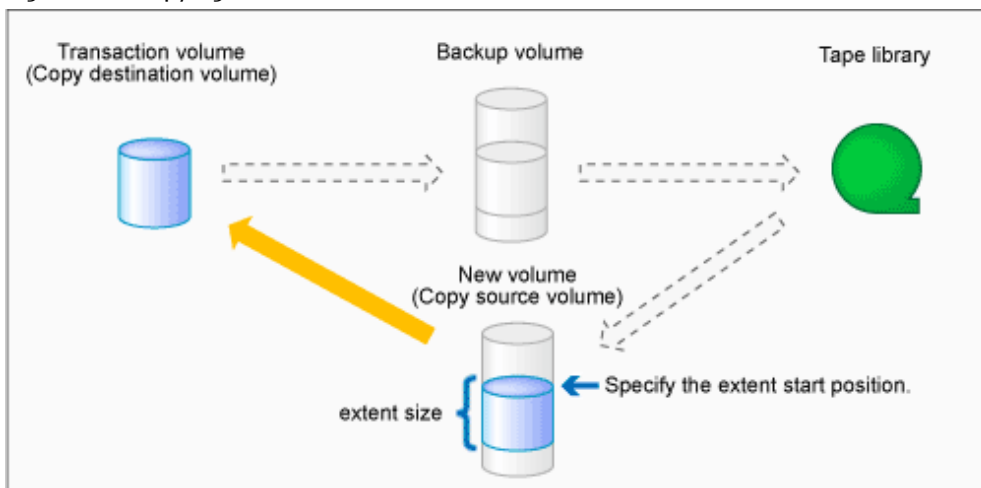 Transaction volume
(Copy destination volume)
Backup volume
Tape library
New volume
(Copy source volume)
extent size
Specify the extent start position.